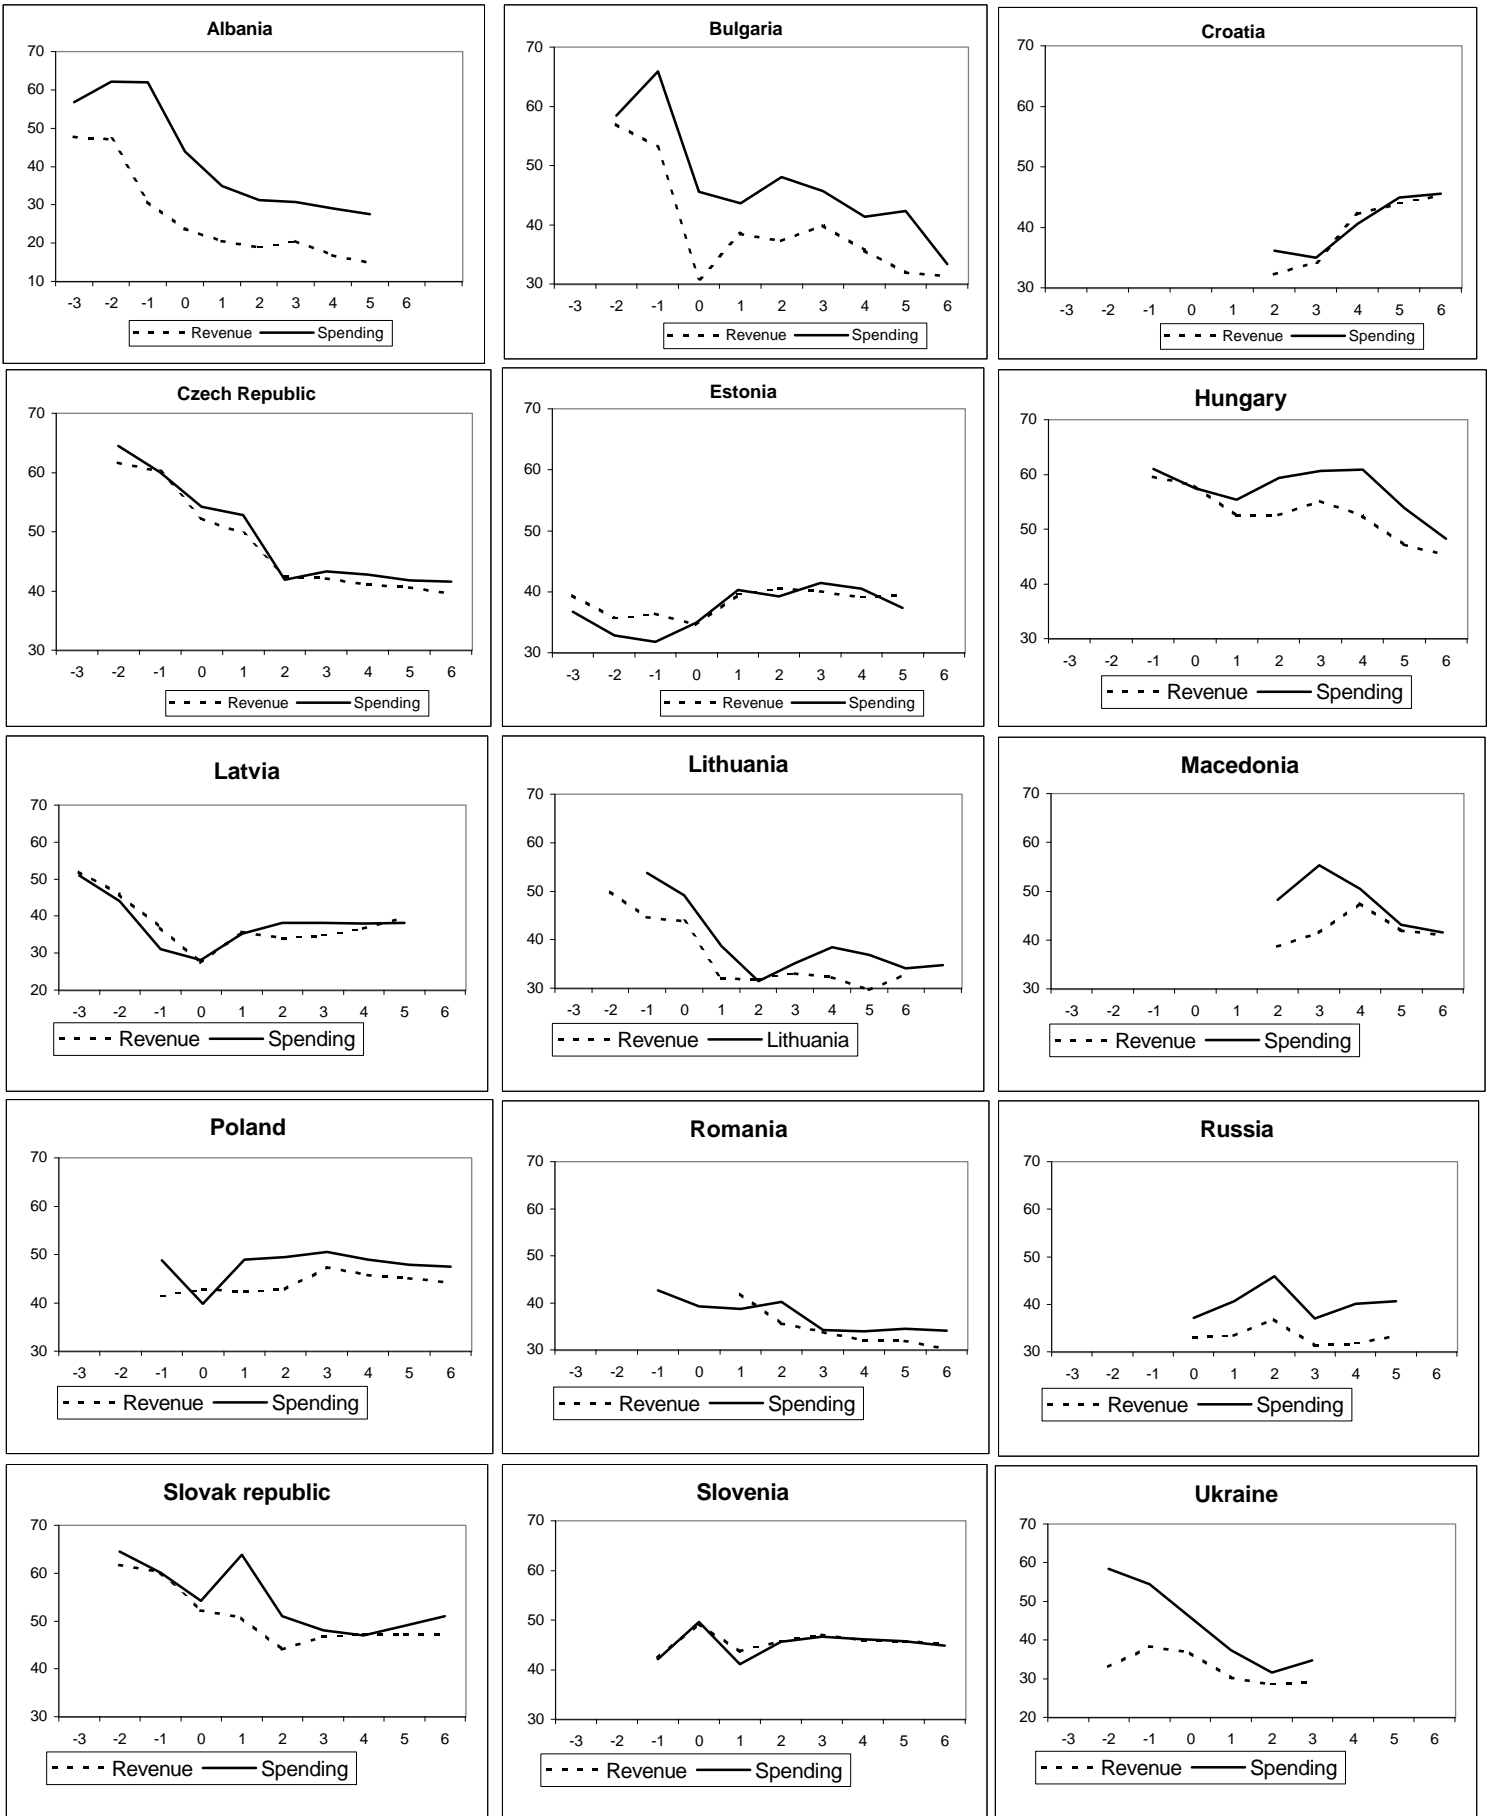 Albania
70
60
50
40
30
20
10
-3 -2 -1 0 1 2 3 4 5 6
Revenue Spending
Bulgaria
70
60
50
40
30
-3 -2 -1 0 1 2 3 4 5 6
Revenue Spending
Croatia
70
60
50
40
30
-3 -2 -1 0 1 2 3 4 5 6
Revenue Spending
Czech Republic
70
60
50
40
30
-3 -2 -1 0 1 2 3 4 5 6
Revenue Spending
Estonia
70
60
50
40
30
-3 -2 -1 0 1 2 3 4 5 6
Revenue Spending
Hungary
70
60
50
40
30
-3 -2 -1 0 1 2 3 4 5 6
Revenue Spending
Latvia
70
60
50
40
30
20
-3 -2 -1 0 1 2 3 4 5 6
Revenue Spending
Lithuania
70
60
50
40
30
-3 -2 -1 0 1 2 3 4 5 6
Revenue Lithuania
Macedonia
70
60
50
40
30
-3 -2 -1 0 1 2 3 4 5 6
Revenue Spending
Poland
70
60
50
40
30
-3 -2 -1 0 1 2 3 4 5 6
Revenue Spending
Romania
70
60
50
40
30
-3 -2 -1 0 1 2 3 4 5 6
Revenue Spending
Russia
70
60
50
40
30
-3 -2 -1 0 1 2 3 4 5 6
Revenue Spending
Slovak republic
70
60
50
40
30
-3 -2 -1 0 1 2 3 4 5 6
Revenue Spending
Slovenia
70
60
50
40
30
-3 -2 -1 0 1 2 3 4 5 6
Revenue Spending
Ukraine
70
60
50
40
30
20
-3 -2 -1 0 1 2 3 4 5 6
Revenue Spending